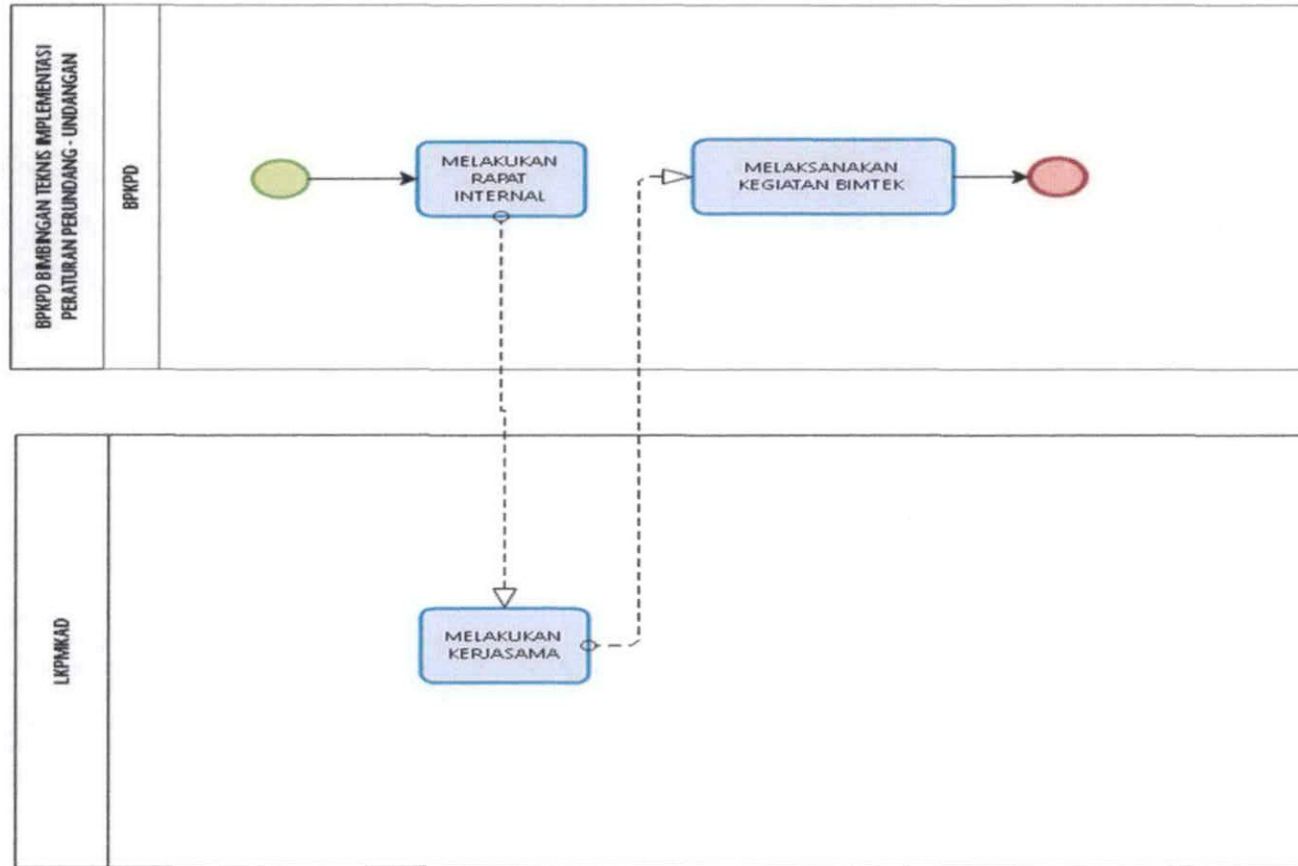 BPKPD BIMBINGAN TEKNIS IMPLEMENTASI
PERATURAN PERUNDANG - UNDANGAN
BPKPD
MELAKUKAN
RAPAT
INTERNAL
MELAKSANAKAN
KEGIATAN BIMTEK
LKPMKAD
MELAKUKAN
KERJASAMA